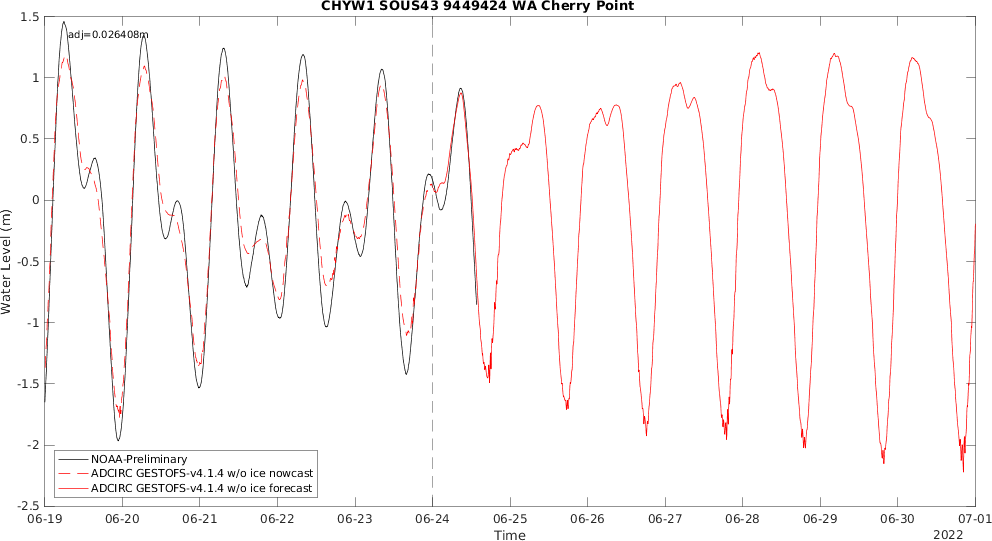 CHYW1 SOUS43 9449424 WA Cherry Point
adj=0.026408m
1.5
1
0.5
0
-0.5
-1
-1.5
-2
-2.5
Water Level (m)
NOAA-Preliminary
ADCIRC GESTOFS-v4.1.4 w/o ice nowcast
ADCIRC GESTOFS-v4.1.4 w/o ice forecast
06-19 06-20 06-21 06-22 06-23 06-24 06-25 06-26 06-27 06-28 06-29 06-30 07-01
Time
2022